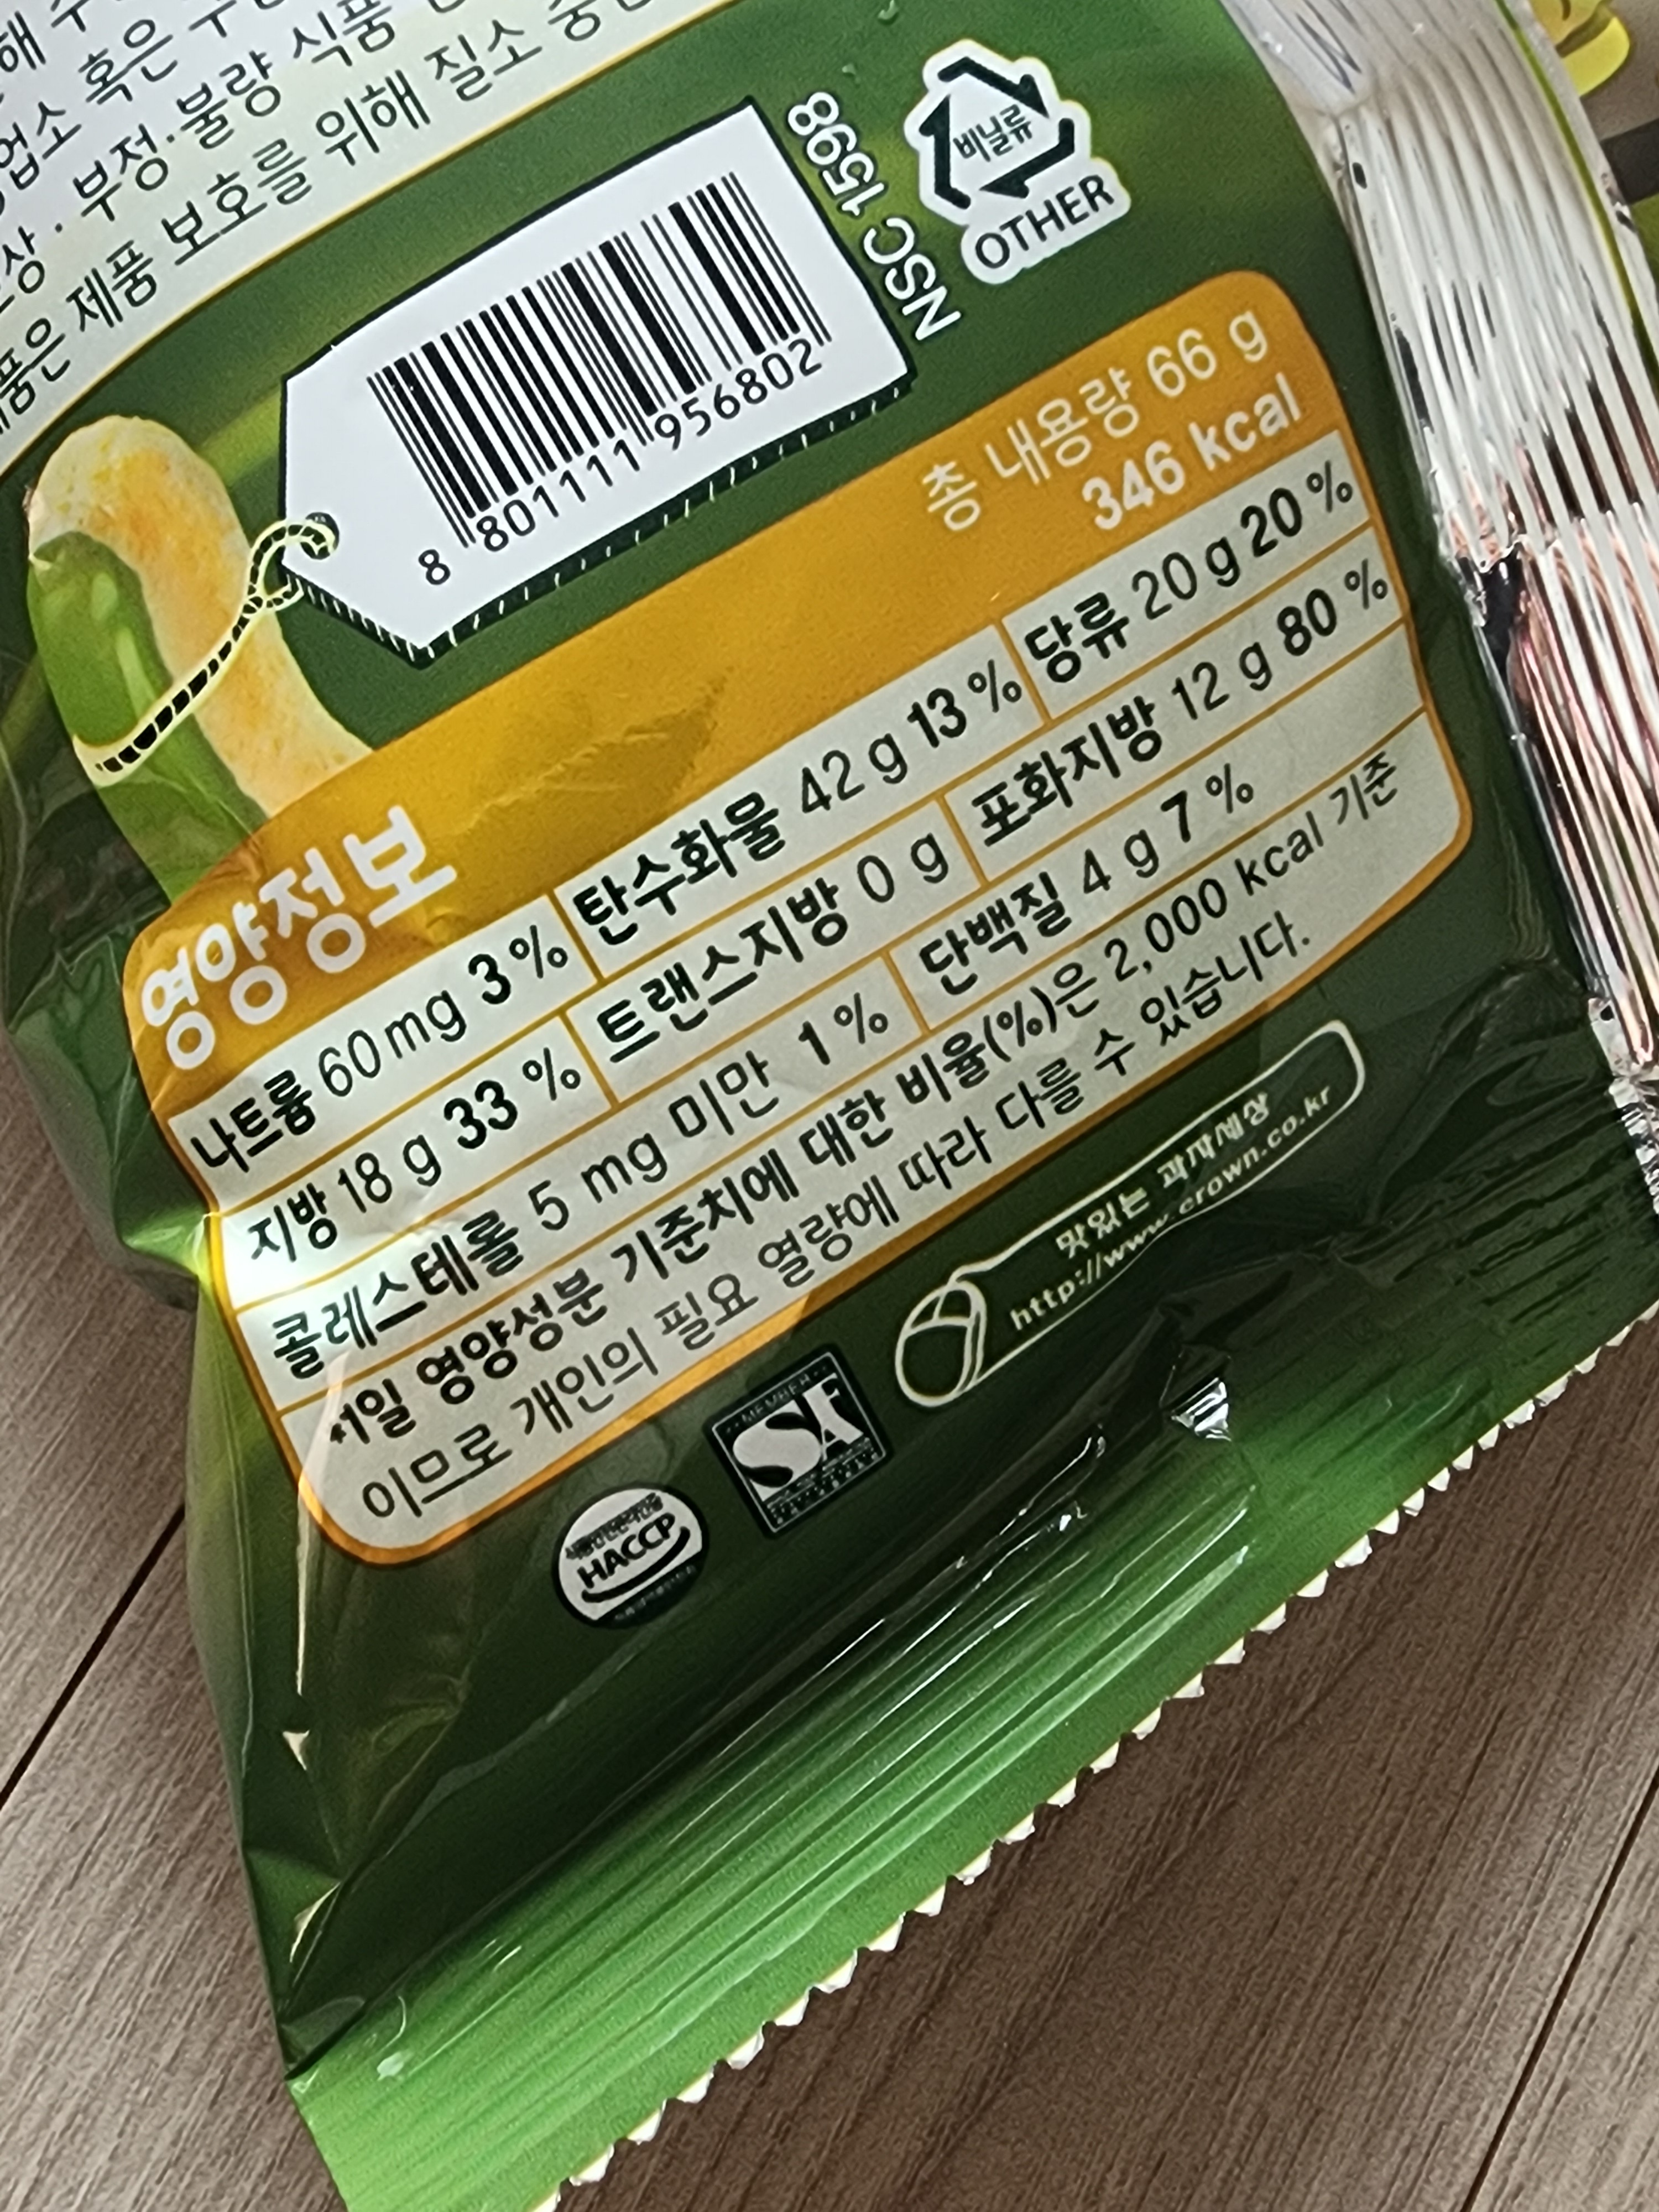 해
업소 혹은
상 · 부정·불량 식품
품은 제품 보호를 위해 질소
8 801111 956802
NSC 1598
비닐류
OTHER
영양정보
총 내용량 66 g
346 kcal
나트륨 60 mg 3 % 탄수화물 42 g 13 % 당류 20 g 20 %
지방 18 g 33 % 트랜스지방 0 g 포화지방 12 g 80 %
콜레스테롤 5 mg 미만 1 % 단백질 4 g 7 %
1일 영양성분 기준치에 대한 비율(%)은 2,000 kcal 기준
이므로 개인의 필요 열량에 따라 다를 수 있습니다.
맛있는 과자세상
http://www.crown.co.kr
MEMBER
HACCP